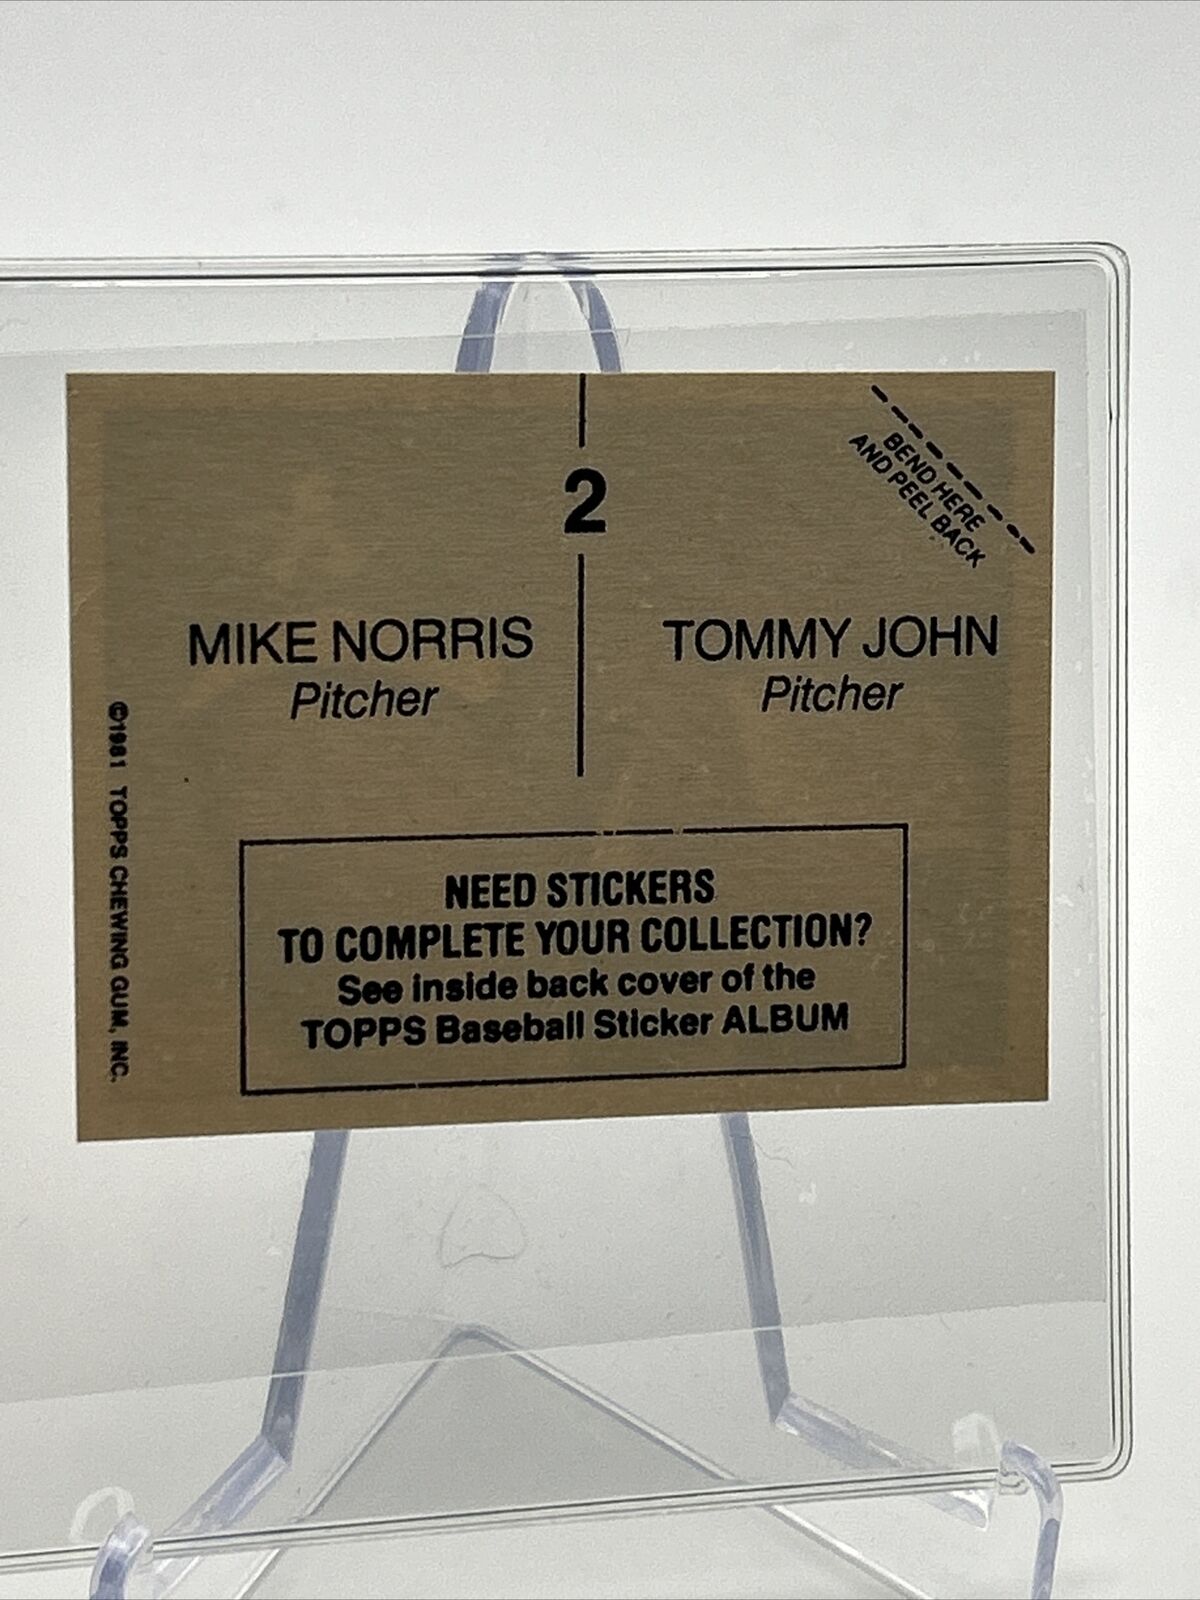 2
BEND HERE
AND PEEL BACK
MIKE NORRIS
Pitcher
TOMMY JOHN
Pitcher
©1981 TOPPS CHEWING GUM, INC.
NEED STICKERS
TO COMPLETE YOUR COLLECTION?
See inside back cover of the
TOPPS Baseball Sticker ALBUM